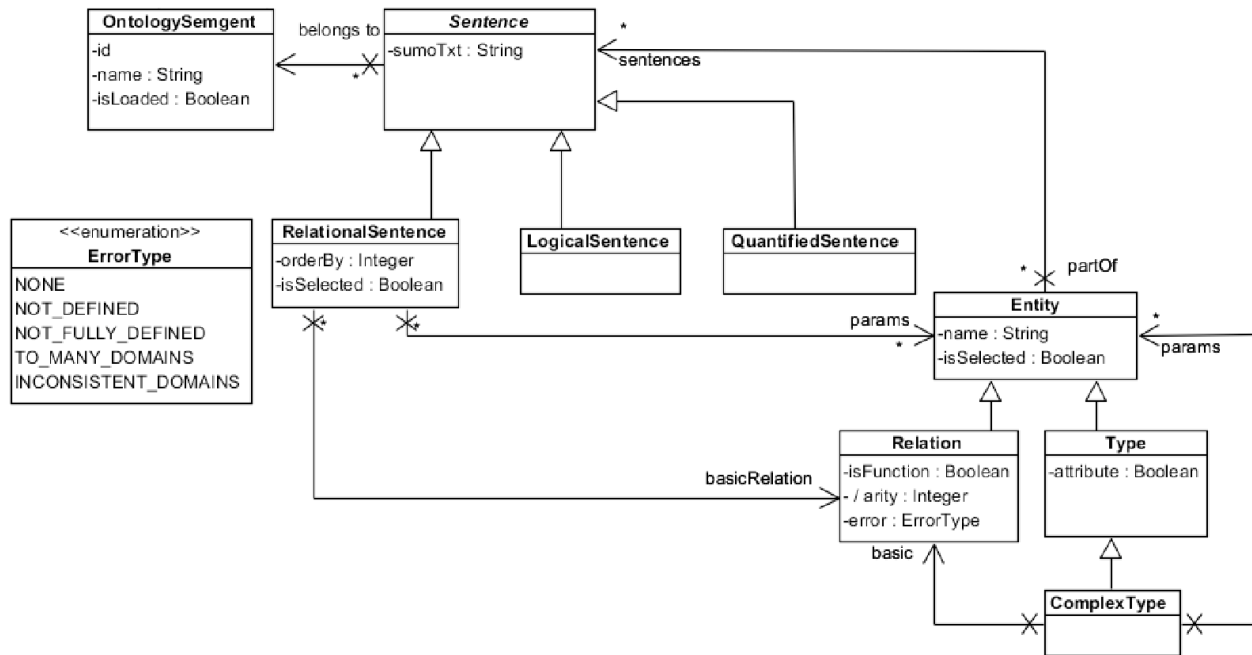 OntologySemgent
-id
-name : String
-isLoaded : Boolean
belongs to
*
Sentence
-sumoTxt : String
*
sentences
<<enumeration>>
ErrorType
NONE
NOT_DEFINED
NOT_FULLY_DEFINED
TO_MANY_DOMAINS
INCONSISTENT_DOMAINS
RelationalSentence
-orderBy : Integer
-isSelected : Boolean
LogicalSentence
QuantifiedSentence
*
partOf
*
*
params
*
Entity
-name : String
-isSelected : Boolean
*
params
basicRelation
Relation
-isFunction : Boolean
- / arity : Integer
-error : ErrorType
Type
-attribute : Boolean
basic
ComplexType